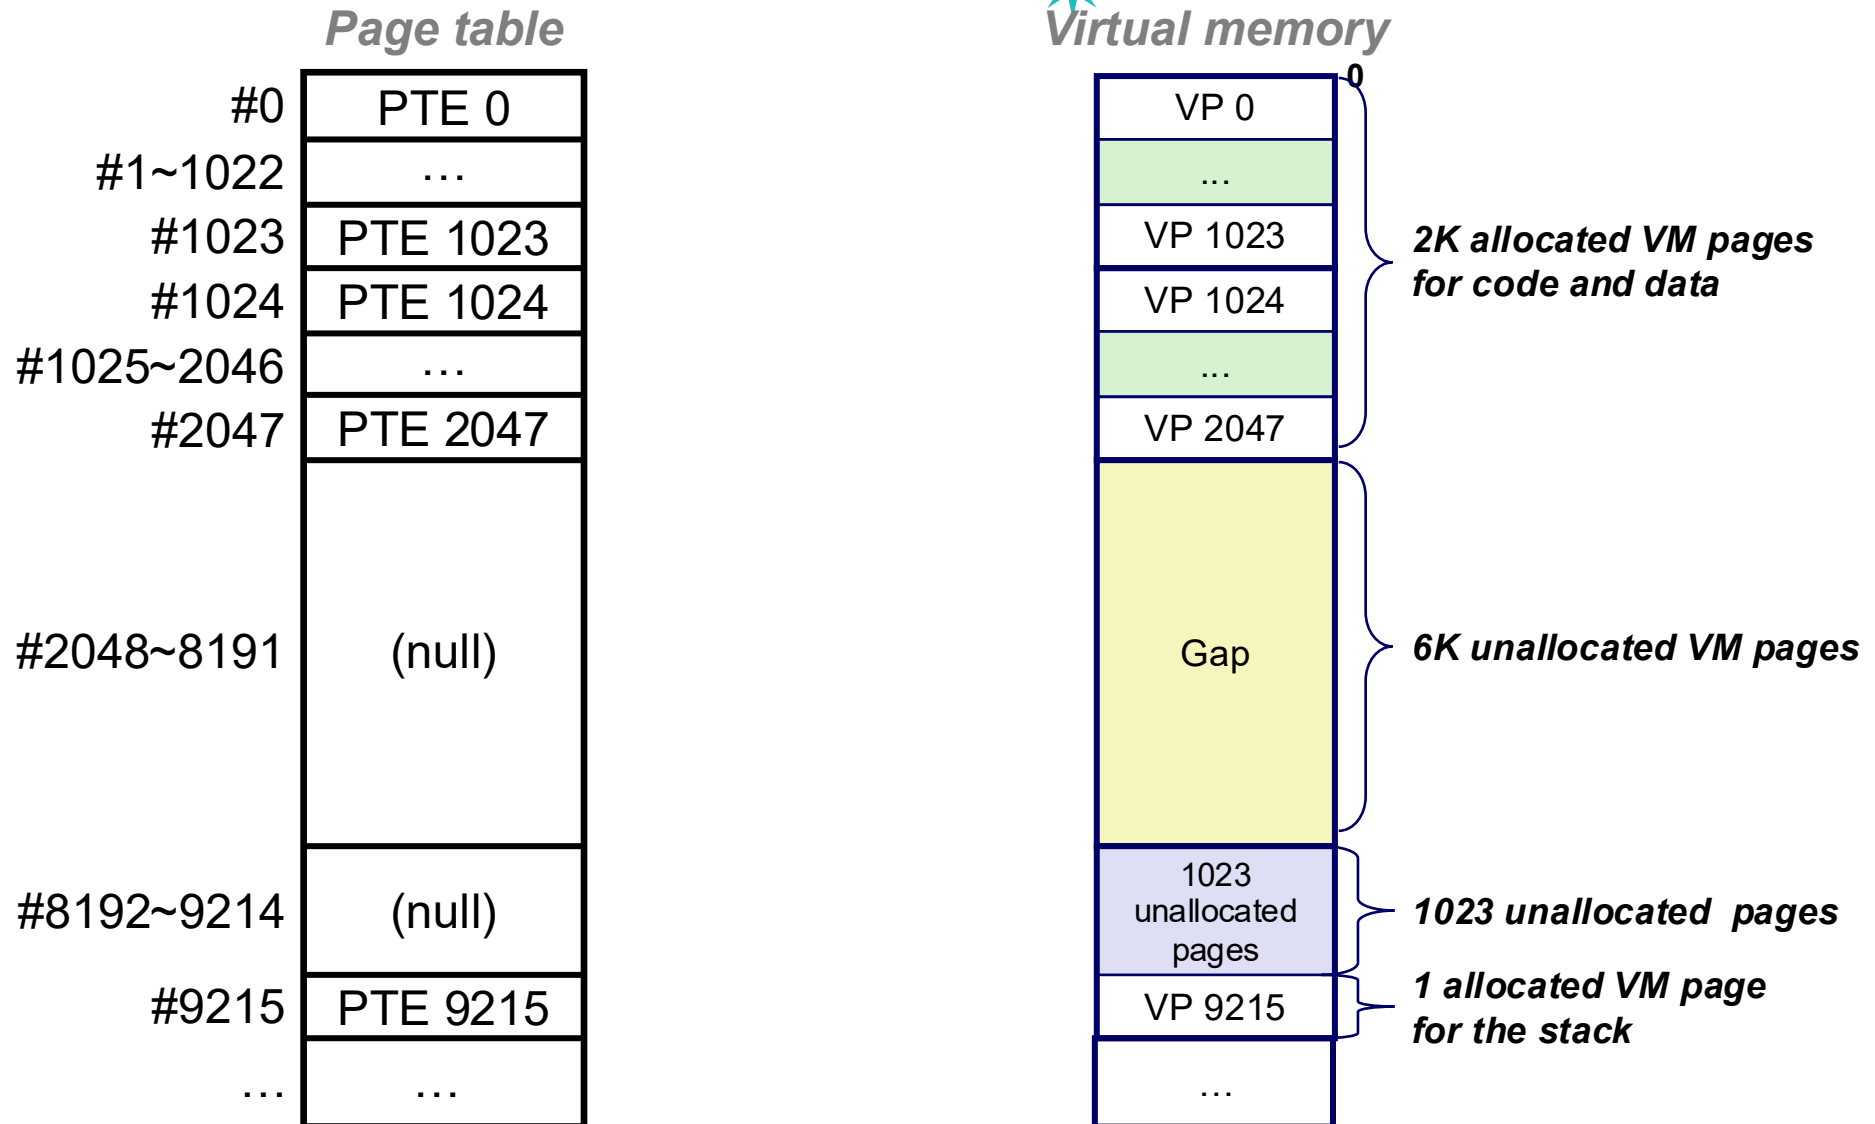 Page table
#0
PTE 0
#1~1022
...
#1023
PTE 1023
#1024
PTE 1024
#1025~2046
...
#2047
PTE 2047
#2048~8191
(null)
#8192~9214
(null)
#9215
PTE 9215
...
...
Virtual memory
0
VP 0
...
VP 1023
VP 1024
...
VP 2047
2K allocated VM pages
for code and data
Gap
6K unallocated VM pages
1023
unallocated
pages
1023 unallocated pages
VP 9215
1 allocated VM page
for the stack
...